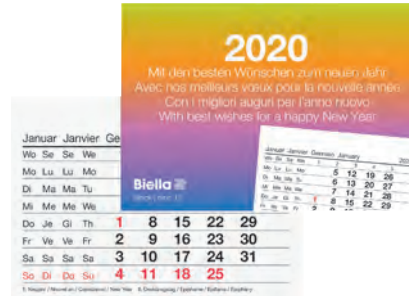 2020
Mit den besten Wünschen zum neuen Jahr
Avec nos meilleurs vœux pour la nouvelle année
Con i migliori auguri per l'anno nuovo
With best wishes for a happy New Year
Biella
Januar Janvier Gennaio January
5 12 19 26
6 13 20 27
7 14 21 28
1 8
Januar Janvier Ge
Wo Se Se We
Mo Lu Lu Mo
Di Ma Ma Tu
Mi Me Me We
Do Je Gi Th 1 8 15 22 29
Fr Ve Ve Fr 2 9 16 23 30
Sa Sa Sa Sa 3 10 17 24 31
So Di Do Su 4 11 18 25